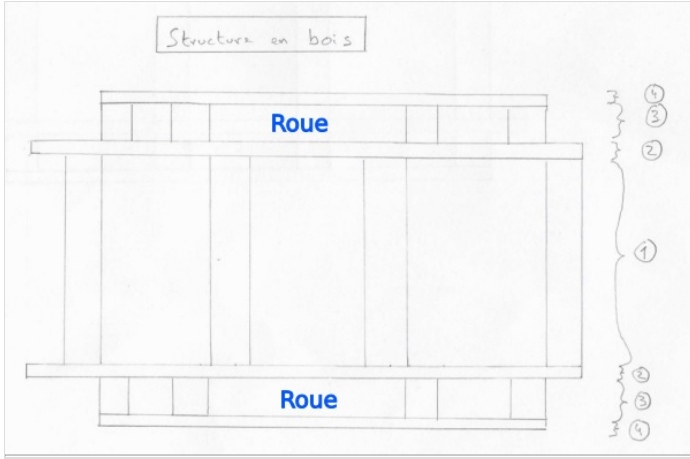 Structure en bois
④
Roue
③
②
①
②
Roue
③
④